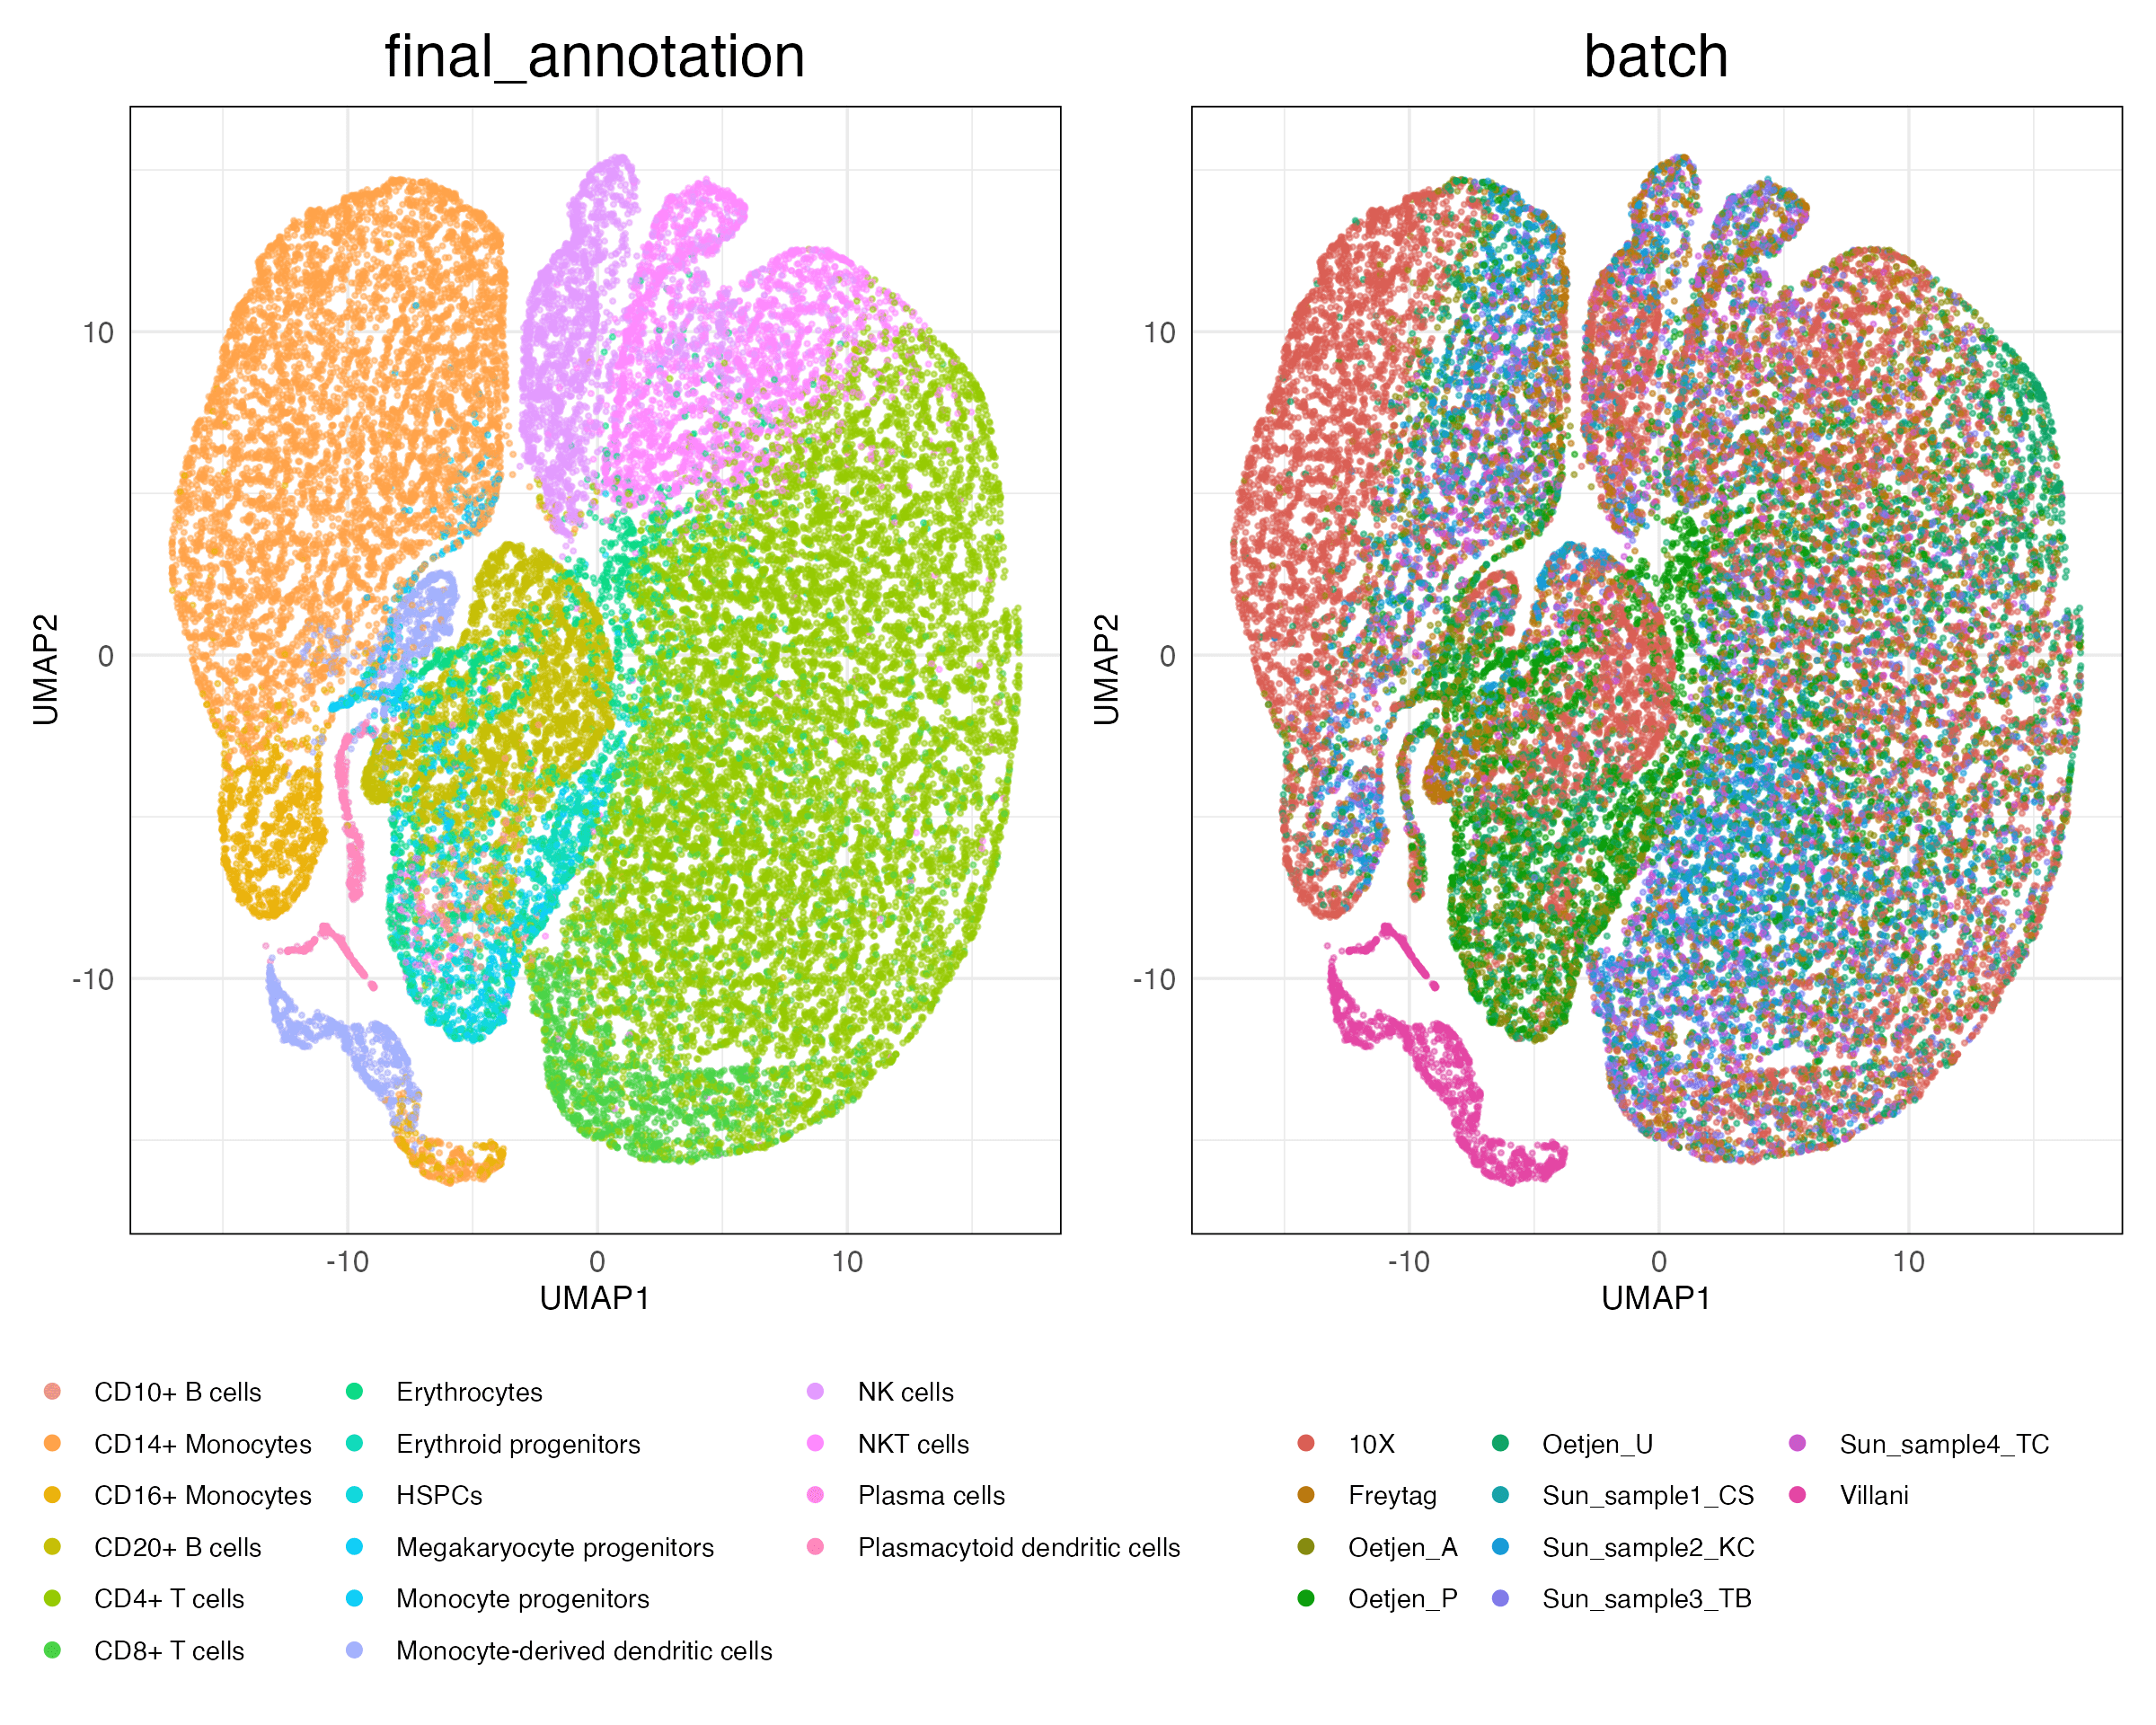 final_annotation
batch
UMAP2
10
0
-10
-10
0
10
UMAP1
UMAP2
10
0
-10
-10
0
10
UMAP1
CD10+ B cells
CD14+ Monocytes
CD16+ Monocytes
CD20+ B cells
CD4+ T cells
CD8+ T cells
Erythrocytes
Erythroid progenitors
HSPCs
Megakaryocyte progenitors
Monocyte progenitors
Monocyte-derived dendritic cells
NK cells
NKT cells
Plasma cells
Plasmacytoid dendritic cells
10X
Freytag
Oetjen_A
Oetjen_P
Oetjen_U
Sun_sample1_CS
Sun_sample2_KC
Sun_sample3_TB
Sun_sample4_TC
Villani